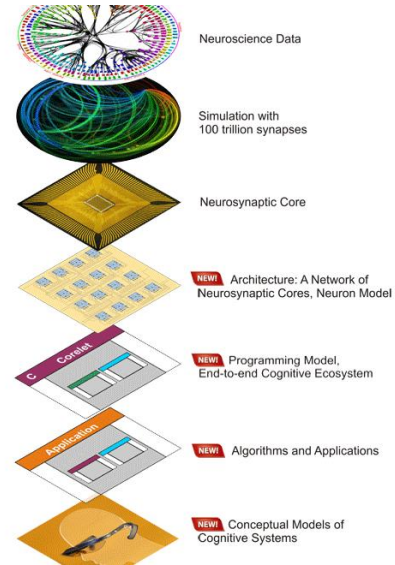 Neuroscience Data
Simulation with
100 trillion synapses
Neurosynaptic Core
NEW! Architecture: A Network of
Neurosynaptic Cores, Neuron Model
C Corelet
NEW! Programming Model,
End-to-end Cognitive Ecosystem
Application
NEW! Algorithms and Applications
NEW! Conceptual Models of
Cognitive Systems